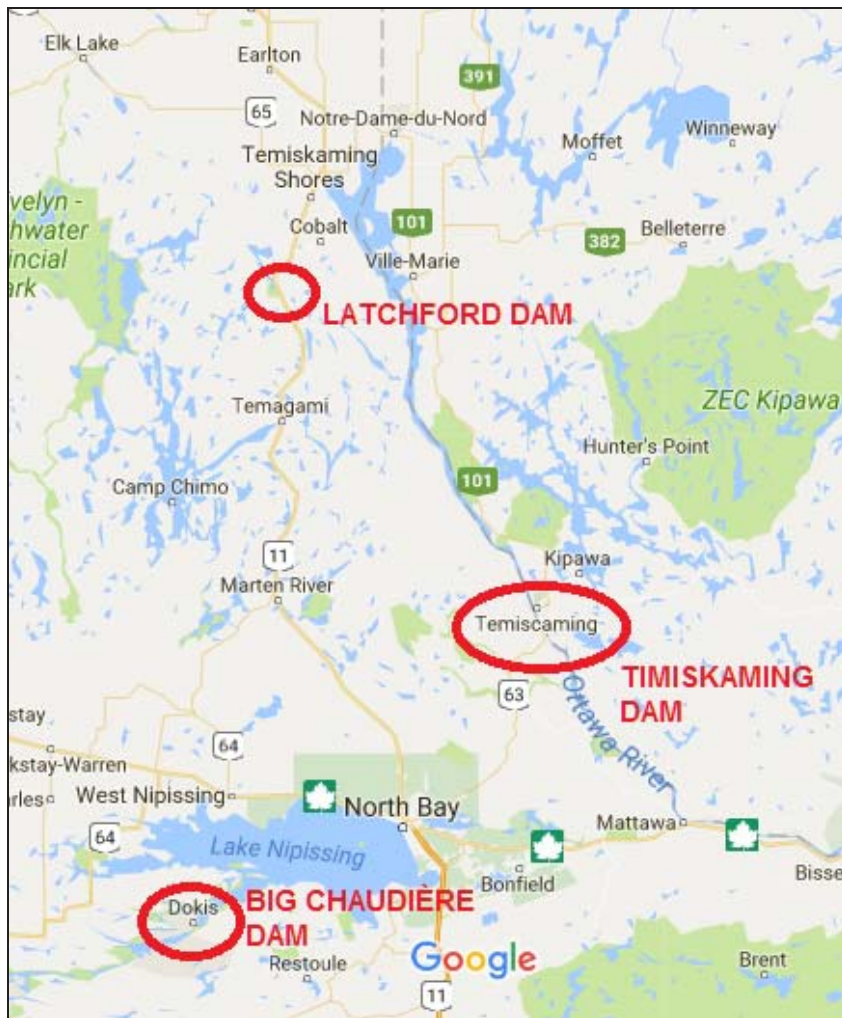 Elk Lake
Earlton
391
65
Notre-Dame-du-Nord
Moffet
Winneway
Temiskaming
Shores
101
Cobalt
382
Belleterre
Ville-Marie
LATCHFORD DAM
Temagami
ZEC Kipawa
Hunter's Point
Camp Chimo
101
11
Kipawa
Marten River
Temiscaming
TIMISKAMING
DAM
63
Ottawa River
64
West Nipissing
North Bay
64
Mattawa
Lake Nipissing
Bonfield
Dokis
BIG CHAUDIÈRE
DAM
Restoule
Google
11
Brent